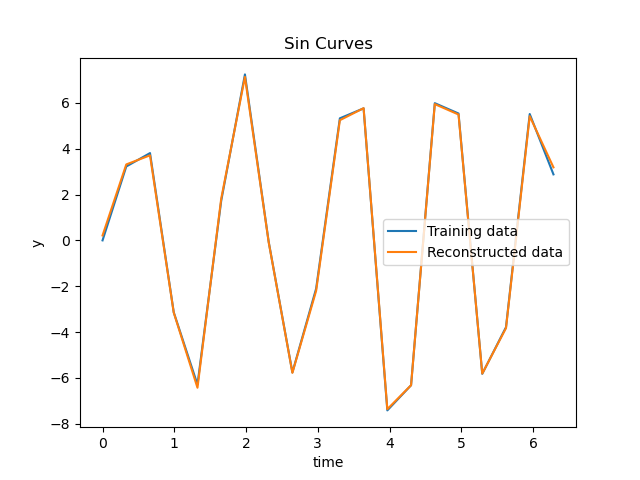 Sin Curves
y
6
4
2
0
−2
−4
−6
−8
Training data
Reconstructed data
0 1 2 3 4 5 6
time